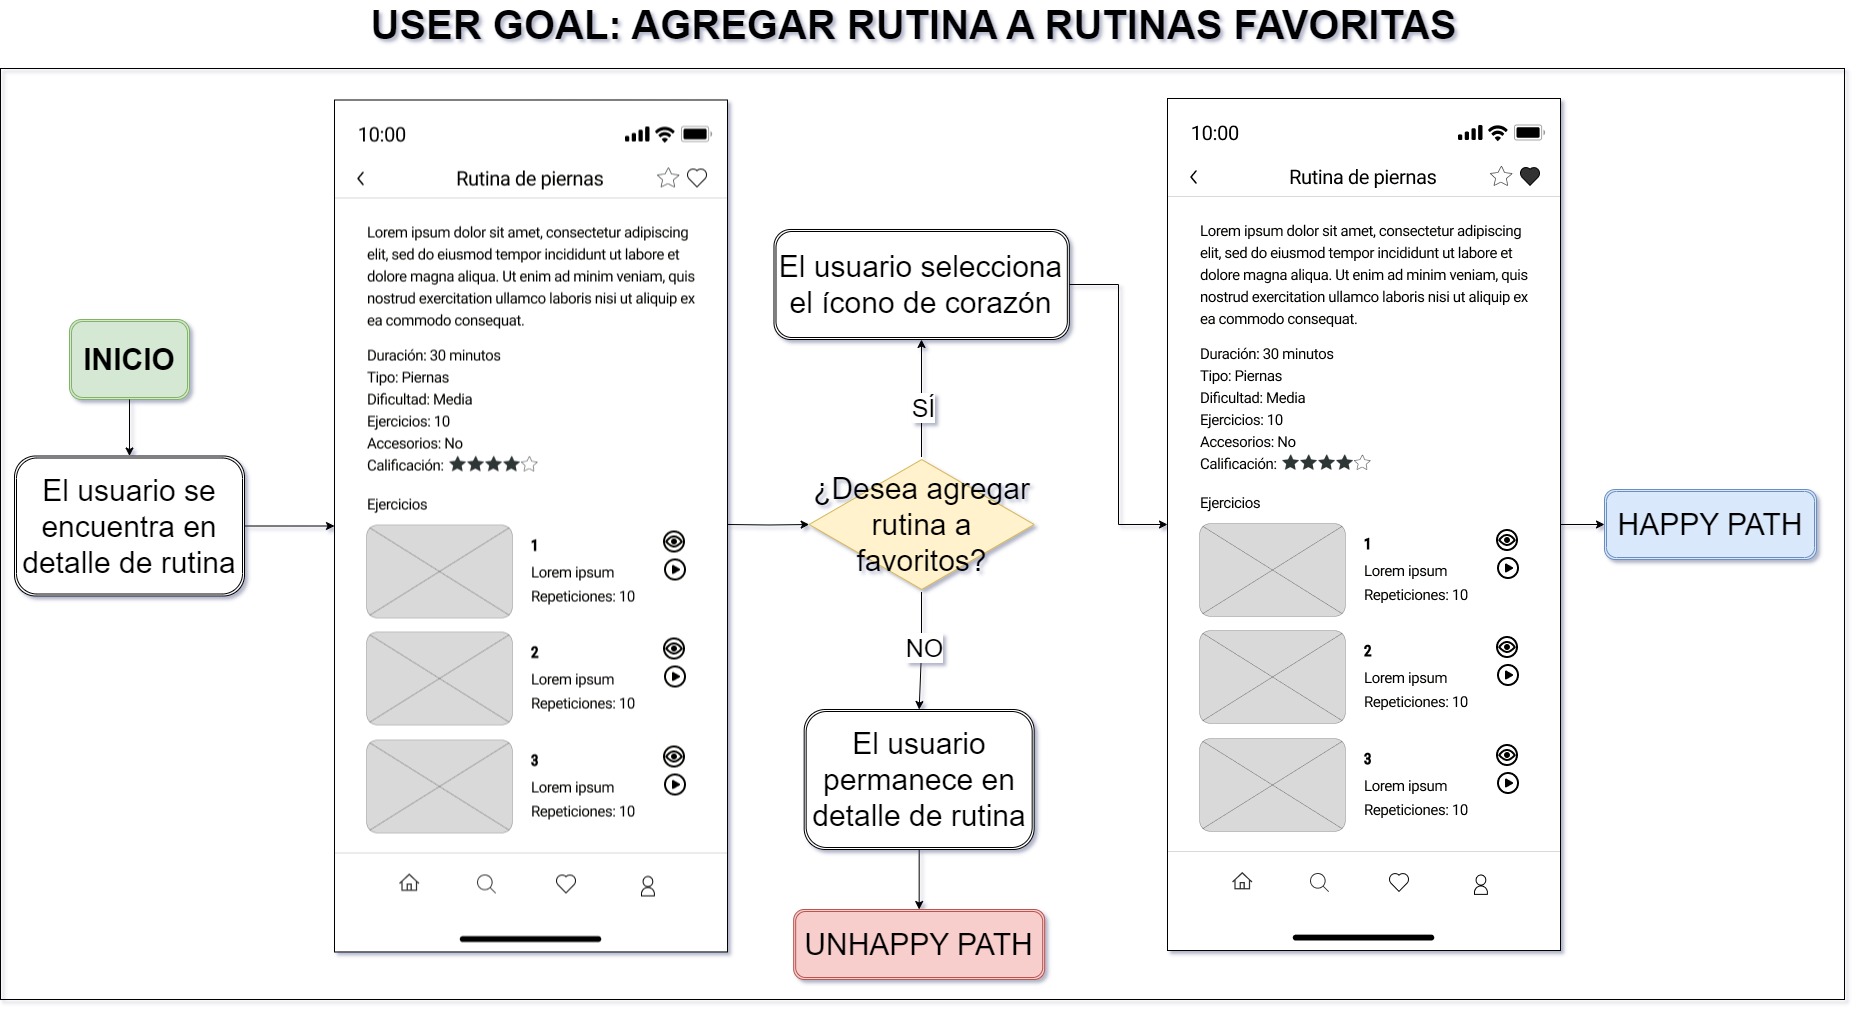 USER GOAL: AGREGAR RUTINA A RUTINAS FAVORITAS
INICIO
El usuario se
encuentra en
detalle de rutina
10:00
Rutina de piernas
Lorem ipsum dolor sit amet, consectetur adipiscing
elit, sed do eiusmod tempor incididunt ut labore et
dolore magna aliqua. Ut enim ad minim veniam, quis
nostrud exercitation ullamco laboris nisi ut aliquip ex
ea commodo consequat.
Duración: 30 minutos
Tipo: Piernas
Dificultad: Media
Ejercicios: 10
Accesorios: No
Calificación:
Ejercicios
1
Lorem ipsum
Repeticiones: 10
2
Lorem ipsum
Repeticiones: 10
3
Lorem ipsum
Repeticiones: 10
¿Desea agregar
rutina a
favoritos?
SÍ
El usuario selecciona
el ícono de corazón
NO
El usuario
permanece en
detalle de rutina
UNHAPPY PATH
10:00
Rutina de piernas
Lorem ipsum dolor sit amet, consectetur adipiscing
elit, sed do eiusmod tempor incididunt ut labore et
dolore magna aliqua. Ut enim ad minim veniam, quis
nostrud exercitation ullamco laboris nisi ut aliquip ex
ea commodo consequat.
Duración: 30 minutos
Tipo: Piernas
Dificultad: Media
Ejercicios: 10
Accesorios: No
Calificación:
Ejercicios
1
Lorem ipsum
Repeticiones: 10
2
Lorem ipsum
Repeticiones: 10
3
Lorem ipsum
Repeticiones: 10
HAPPY PATH